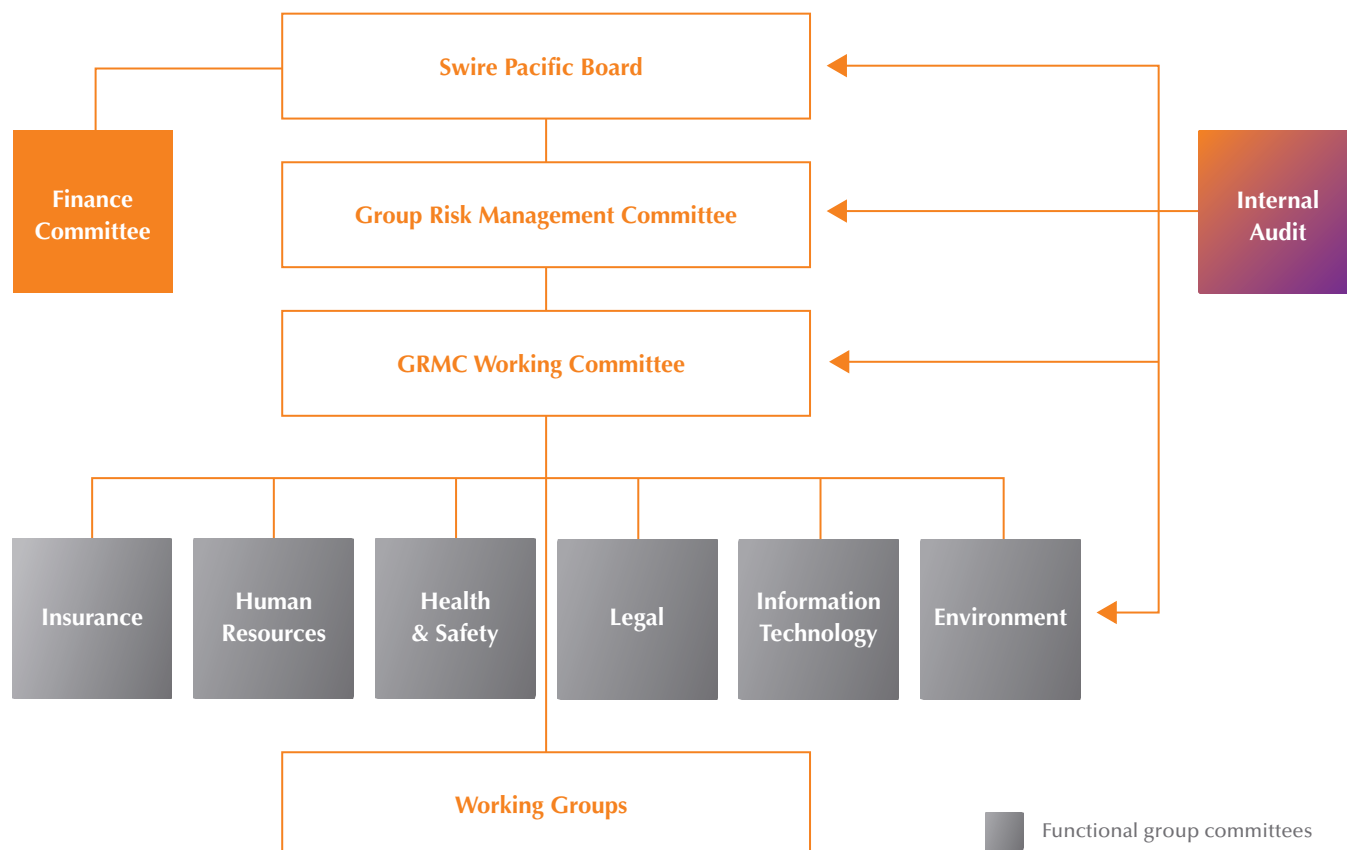 Swire Pacific Board
Finance
Committee
Group Risk Management Committee
Internal
Audit
GRMC Working Committee
Insurance
Human
Resources
Health
& Safety
Legal
Information
Technology
Environment
Working Groups
Functional group committees